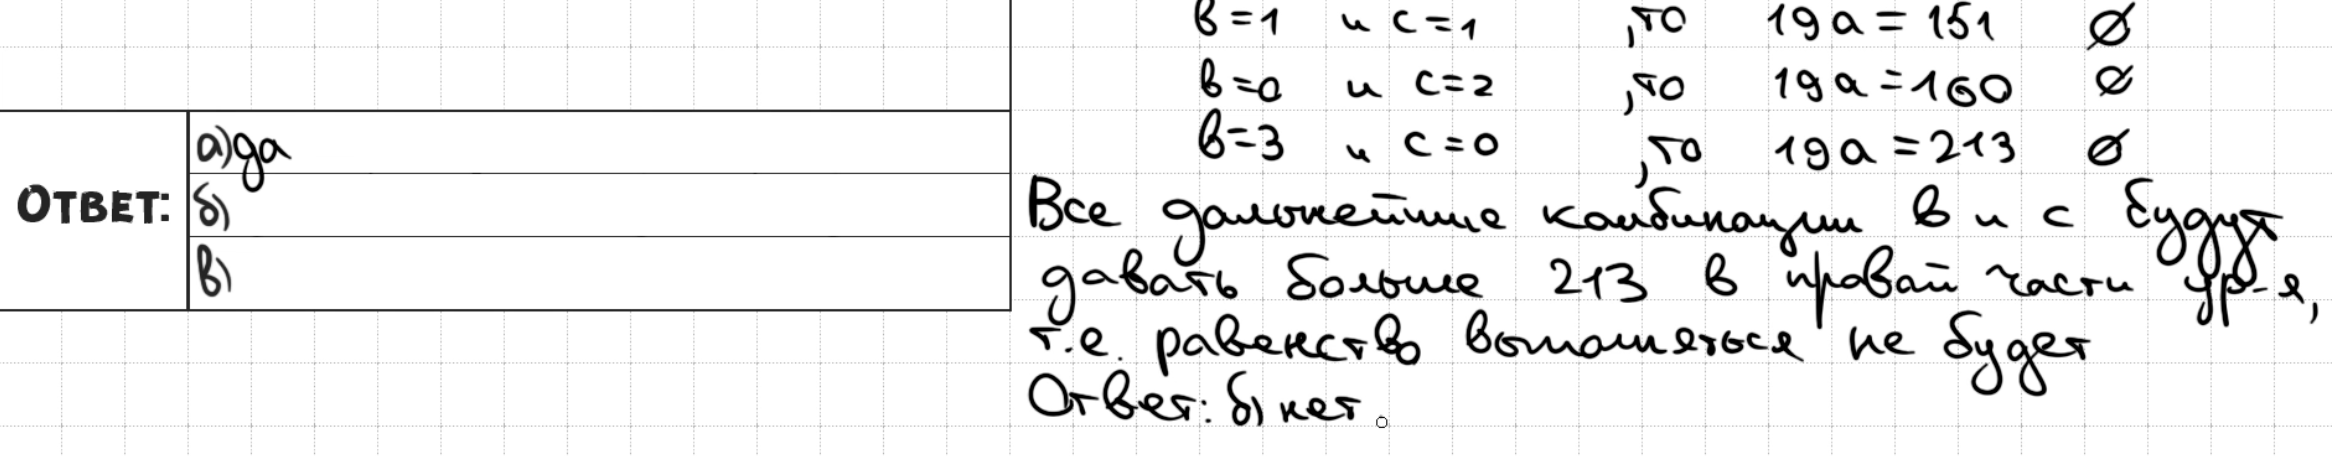 в=1 и с=1 ,то 19а=151 ∅
в=0 и с=2 ,то 19а=160 ∅
в=3 и с=0 ,то 19а=213 ∅
Все дальнейшие комбинации в и с будут
давать больше 213 в правой части ур-я,
т.е. равенство выполняться не будет
Ответ: б) нет
ОТВЕТ:
а) да
б)
в)